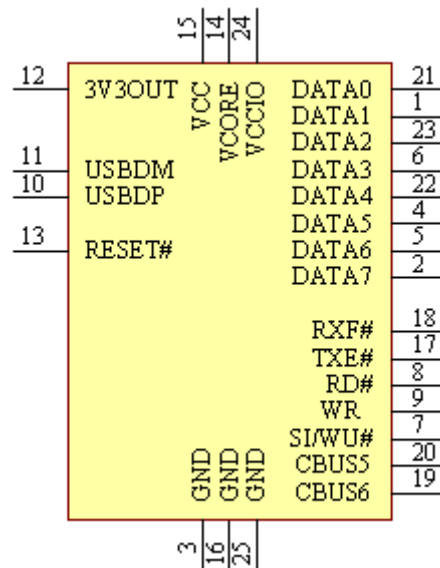 15 14 24
12 3V3OUT VCC VCORE VCCIO DATA0 21
DATA1 1
DATA2 23
11 USBDM DATA3 6
10 USBDP DATA4 22
DATA5 4
13 RESET# DATA6 5
DATA7 2
RXF# 18
TXE# 17
RD# 8
WR 9
SI/WU# 7
CBUS5 20
CBUS6 19
GND GND GND
3 16 25